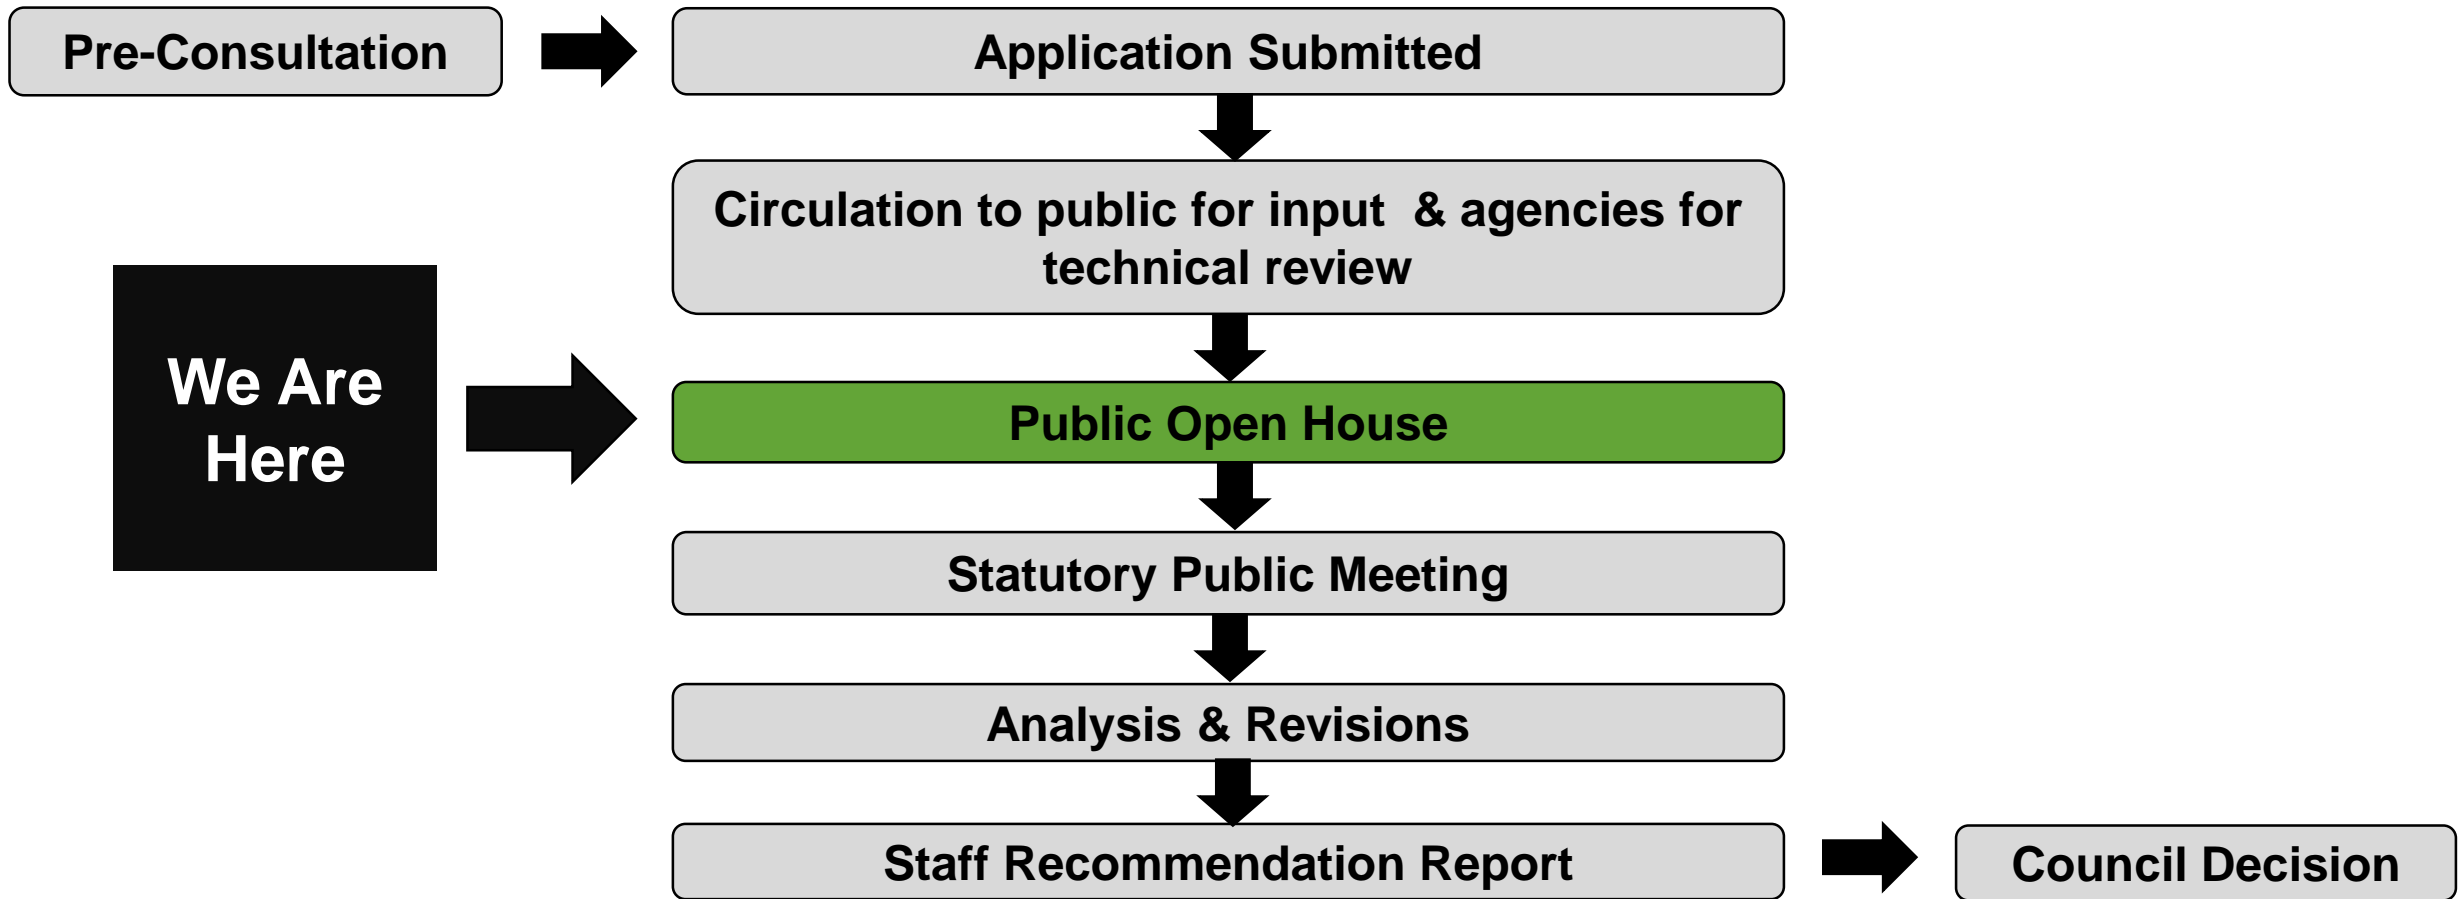 Pre-Consultation
Application Submitted
Circulation to public for input  & agencies for
technical review
We Are
Here
Public Open House
Statutory Public Meeting
Analysis & Revisions
Staff Recommendation Report
Council Decision